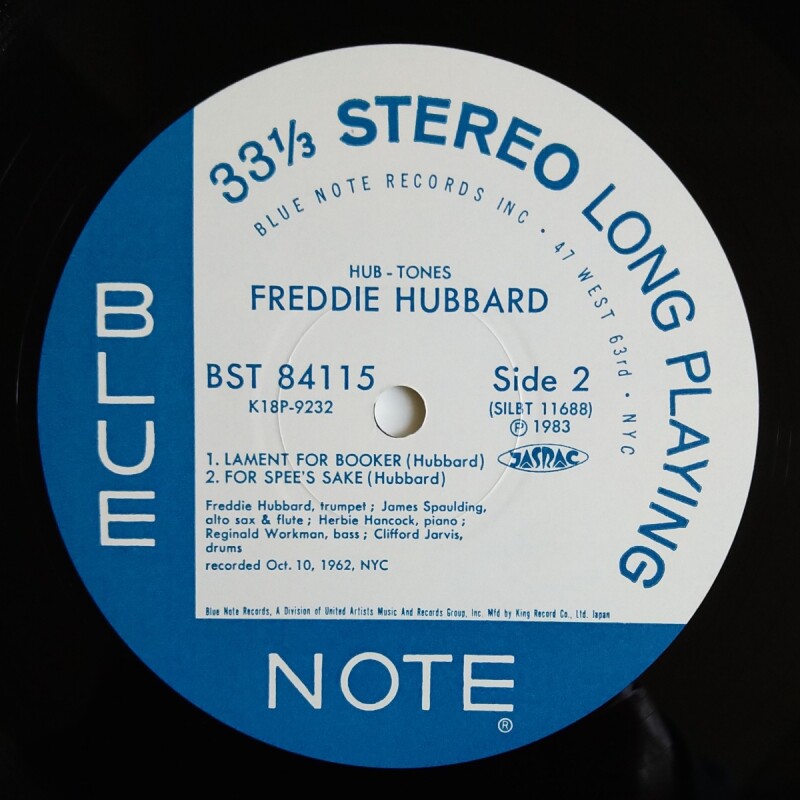 33⅓ STEREO LONG PLAYING
BLUE NOTE RECORDS INC • 47 WEST 63rd • NYC
HUB-TONES
FREDDIE HUBBARD
BST 84115
K18P-9232
Side 2
(SILBT 11688)
℗ 1983
JASRAC
1. LAMENT FOR BOOKER (Hubbard)
2. FOR SPEE'S SAKE (Hubbard)
Freddie Hubbard, trumpet ; James Spaulding,
alto sax & flute ; Herbie Hancock, piano ;
Reginald Workman, bass ; Clifford Jarvis,
drums
recorded Oct. 10, 1962, NYC
Blue Note Records, A Division of United Artists Music And Records Group, Inc. Mfd by King Record Co., Ltd. Japan
BLUE
NOTE
®